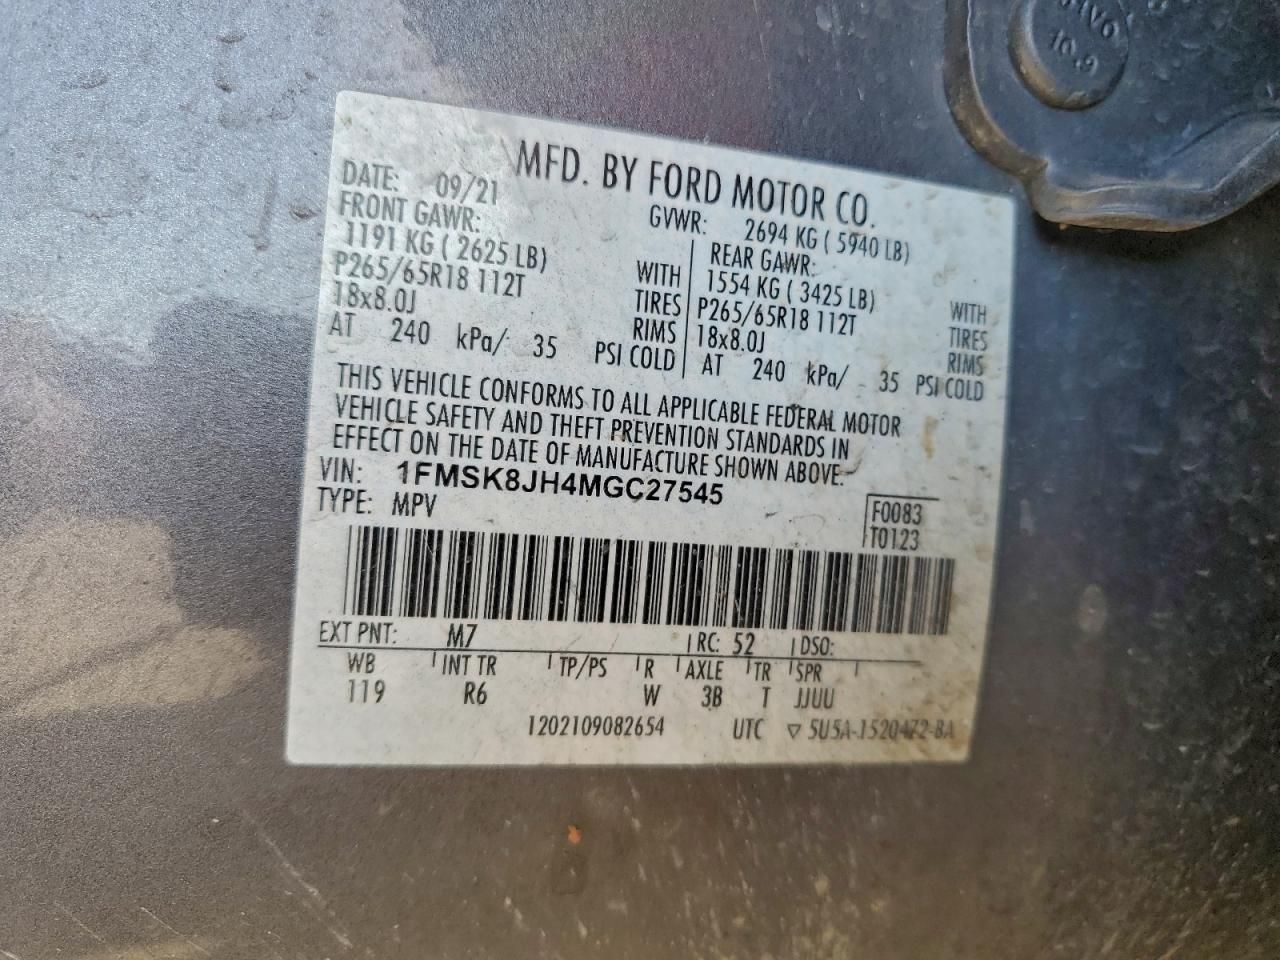 10.9
MFD. BY FORD MOTOR CO.
DATE: 09/21 GVWR: 2694 KG ( 5940 LB)
FRONT GAWR: REAR GAWR:
1191 KG ( 2625 LB) WITH 1554 KG ( 3425 LB) WITH
P265/65R18 112T TIRES P265/65R18 112T TIRES
18x8.0J RIMS 18x8.0J RIMS
AT 240 kPa/ 35 PSI COLD AT 240 kPa/ 35 PSI COLD
THIS VEHICLE CONFORMS TO ALL APPLICABLE FEDERAL MOTOR
VEHICLE SAFETY AND THEFT PREVENTION STANDARDS IN
EFFECT ON THE DATE OF MANUFACTURE SHOWN ABOVE.
VIN: 1FMSK8JH4MGC27545
TYPE: MPV F0083
T0123
EXT PNT: M7 RC: 52 DSO:
WB INT TR TP/PS R AXLE TR SPR
119 R6 W 3B T JJUU
1202109082654 UTC ▽ 5U5A-1520472-BA